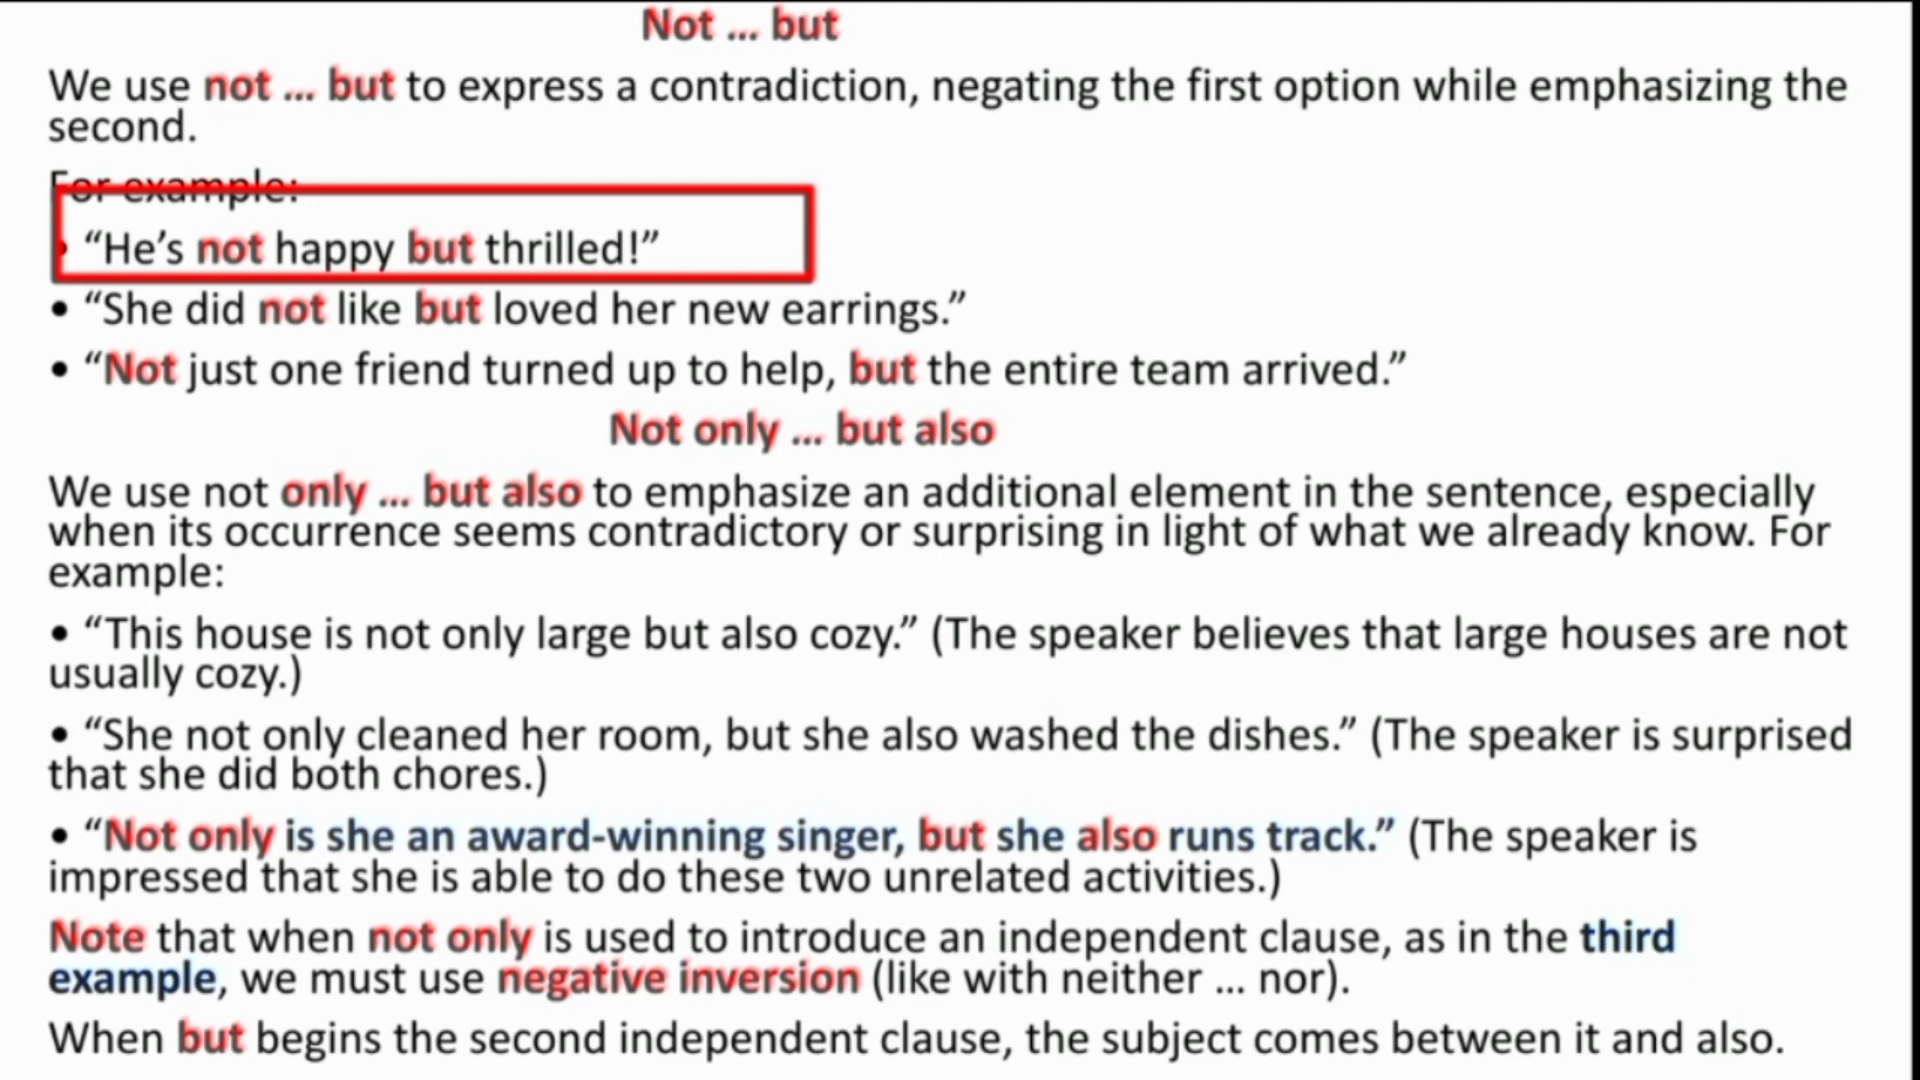 Not ... but
We use not ... but to express a contradiction, negating the first option while emphasizing the
second.
For example:
• “He’s not happy but thrilled!”
• “She did not like but loved her new earrings.”
• “Not just one friend turned up to help, but the entire team arrived.”
Not only ... but also
We use not only ... but also to emphasize an additional element in the sentence, especially
when its occurrence seems contradictory or surprising in light of what we already know. For
example:
• “This house is not only large but also cozy.” (The speaker believes that large houses are not
usually cozy.)
• “She not only cleaned her room, but she also washed the dishes.” (The speaker is surprised
that she did both chores.)
• “Not only is she an award-winning singer, but she also runs track.” (The speaker is
impressed that she is able to do these two unrelated activities.)
Note that when not only is used to introduce an independent clause, as in the third
example, we must use negative inversion (like with neither ... nor).
When but begins the second independent clause, the subject comes between it and also.